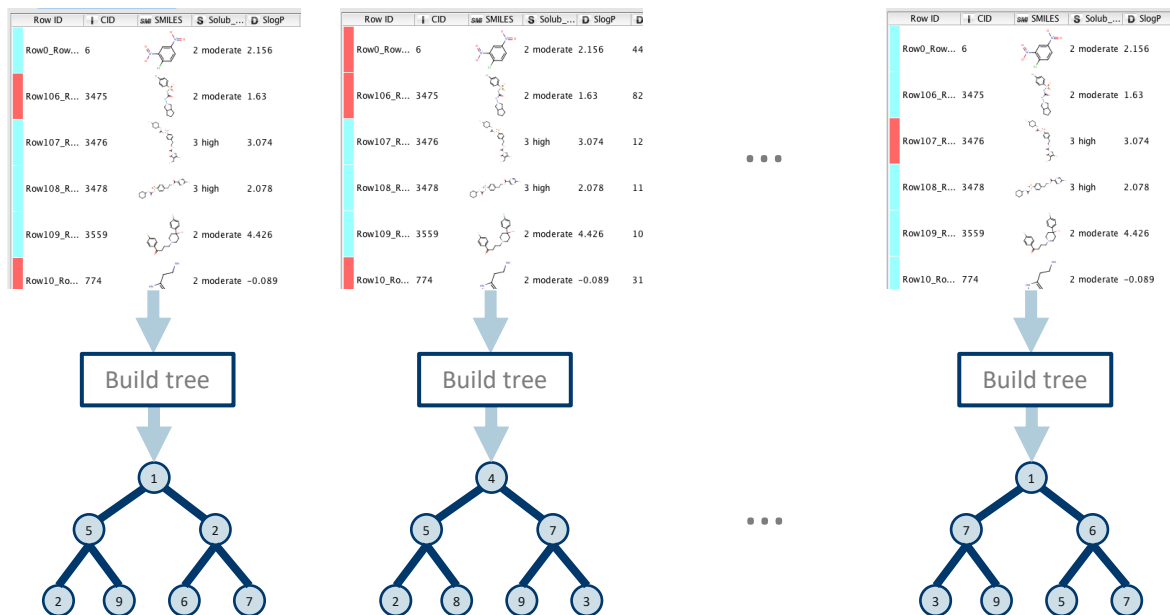 Row ID CID SMILES Solub_... SlogP
Row0_Row... 6 2 moderate 2.156
Row106_R... 3475 2 moderate 1.63
Row107_R... 3476 3 high 3.074
Row108_R... 3478 3 high 2.078
Row109_R... 3559 2 moderate 4.426
Row10_Ro... 774 2 moderate -0.089
Row ID CID SMILES Solub_... SlogP
Row0_Row... 6 2 moderate 2.156 44
Row106_R... 3475 2 moderate 1.63 82
Row107_R... 3476 3 high 3.074 12
Row108_R... 3478 3 high 2.078 11
Row109_R... 3559 2 moderate 4.426 10
Row10_Ro... 774 2 moderate -0.089 31
...
Row ID CID SMILES Solub_... SlogP
Row0_Row... 6 2 moderate 2.156
Row106_R... 3475 2 moderate 1.63
Row107_R... 3476 3 high 3.074
Row108_R... 3478 3 high 2.078
Row109_R... 3559 2 moderate 4.426
Row10_Ro... 774 2 moderate -0.089
Build tree
Build tree
Build tree
1
5 2
2 9 6 7
4
5 7
2 8 9 3
...
1
7 6
3 9 5 7